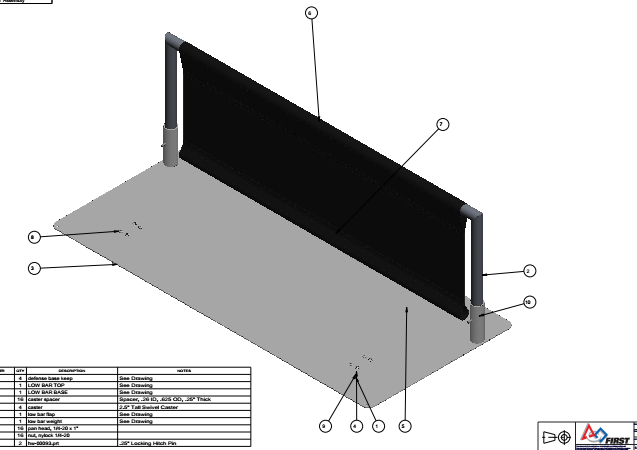 Assembly
6
7
8
3
2
10
9
4
1
5
QTY DESCRIPTION NOTES
4 defense base keep See Drawing
1 LOW BAR TOP See Drawing
1 LOW BAR BASE See Drawing
16 caster spacer Spacer, .26 ID, .625 OD, .25" Thick
4 caster 2.5" Tall Swivel Caster
1 low bar flap See Drawing
1 low bar weight See Drawing
16 pan head, 1/4-20 x 1"
16 nut, nylock 1/4-20
2 hw-00093.prt .25" Locking Hitch Pin
FIRST